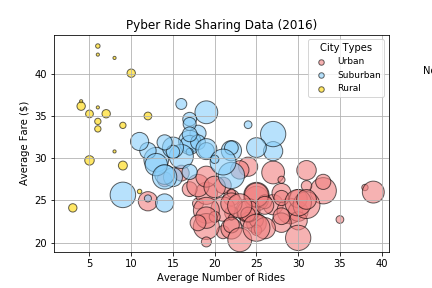 Pyber Ride Sharing Data (2016)
City Types
Urban
Suburban
Rural
No
Average Fare ($)
40
35
30
25
20
5
10
15
20
25
30
35
40
Average Number of Rides